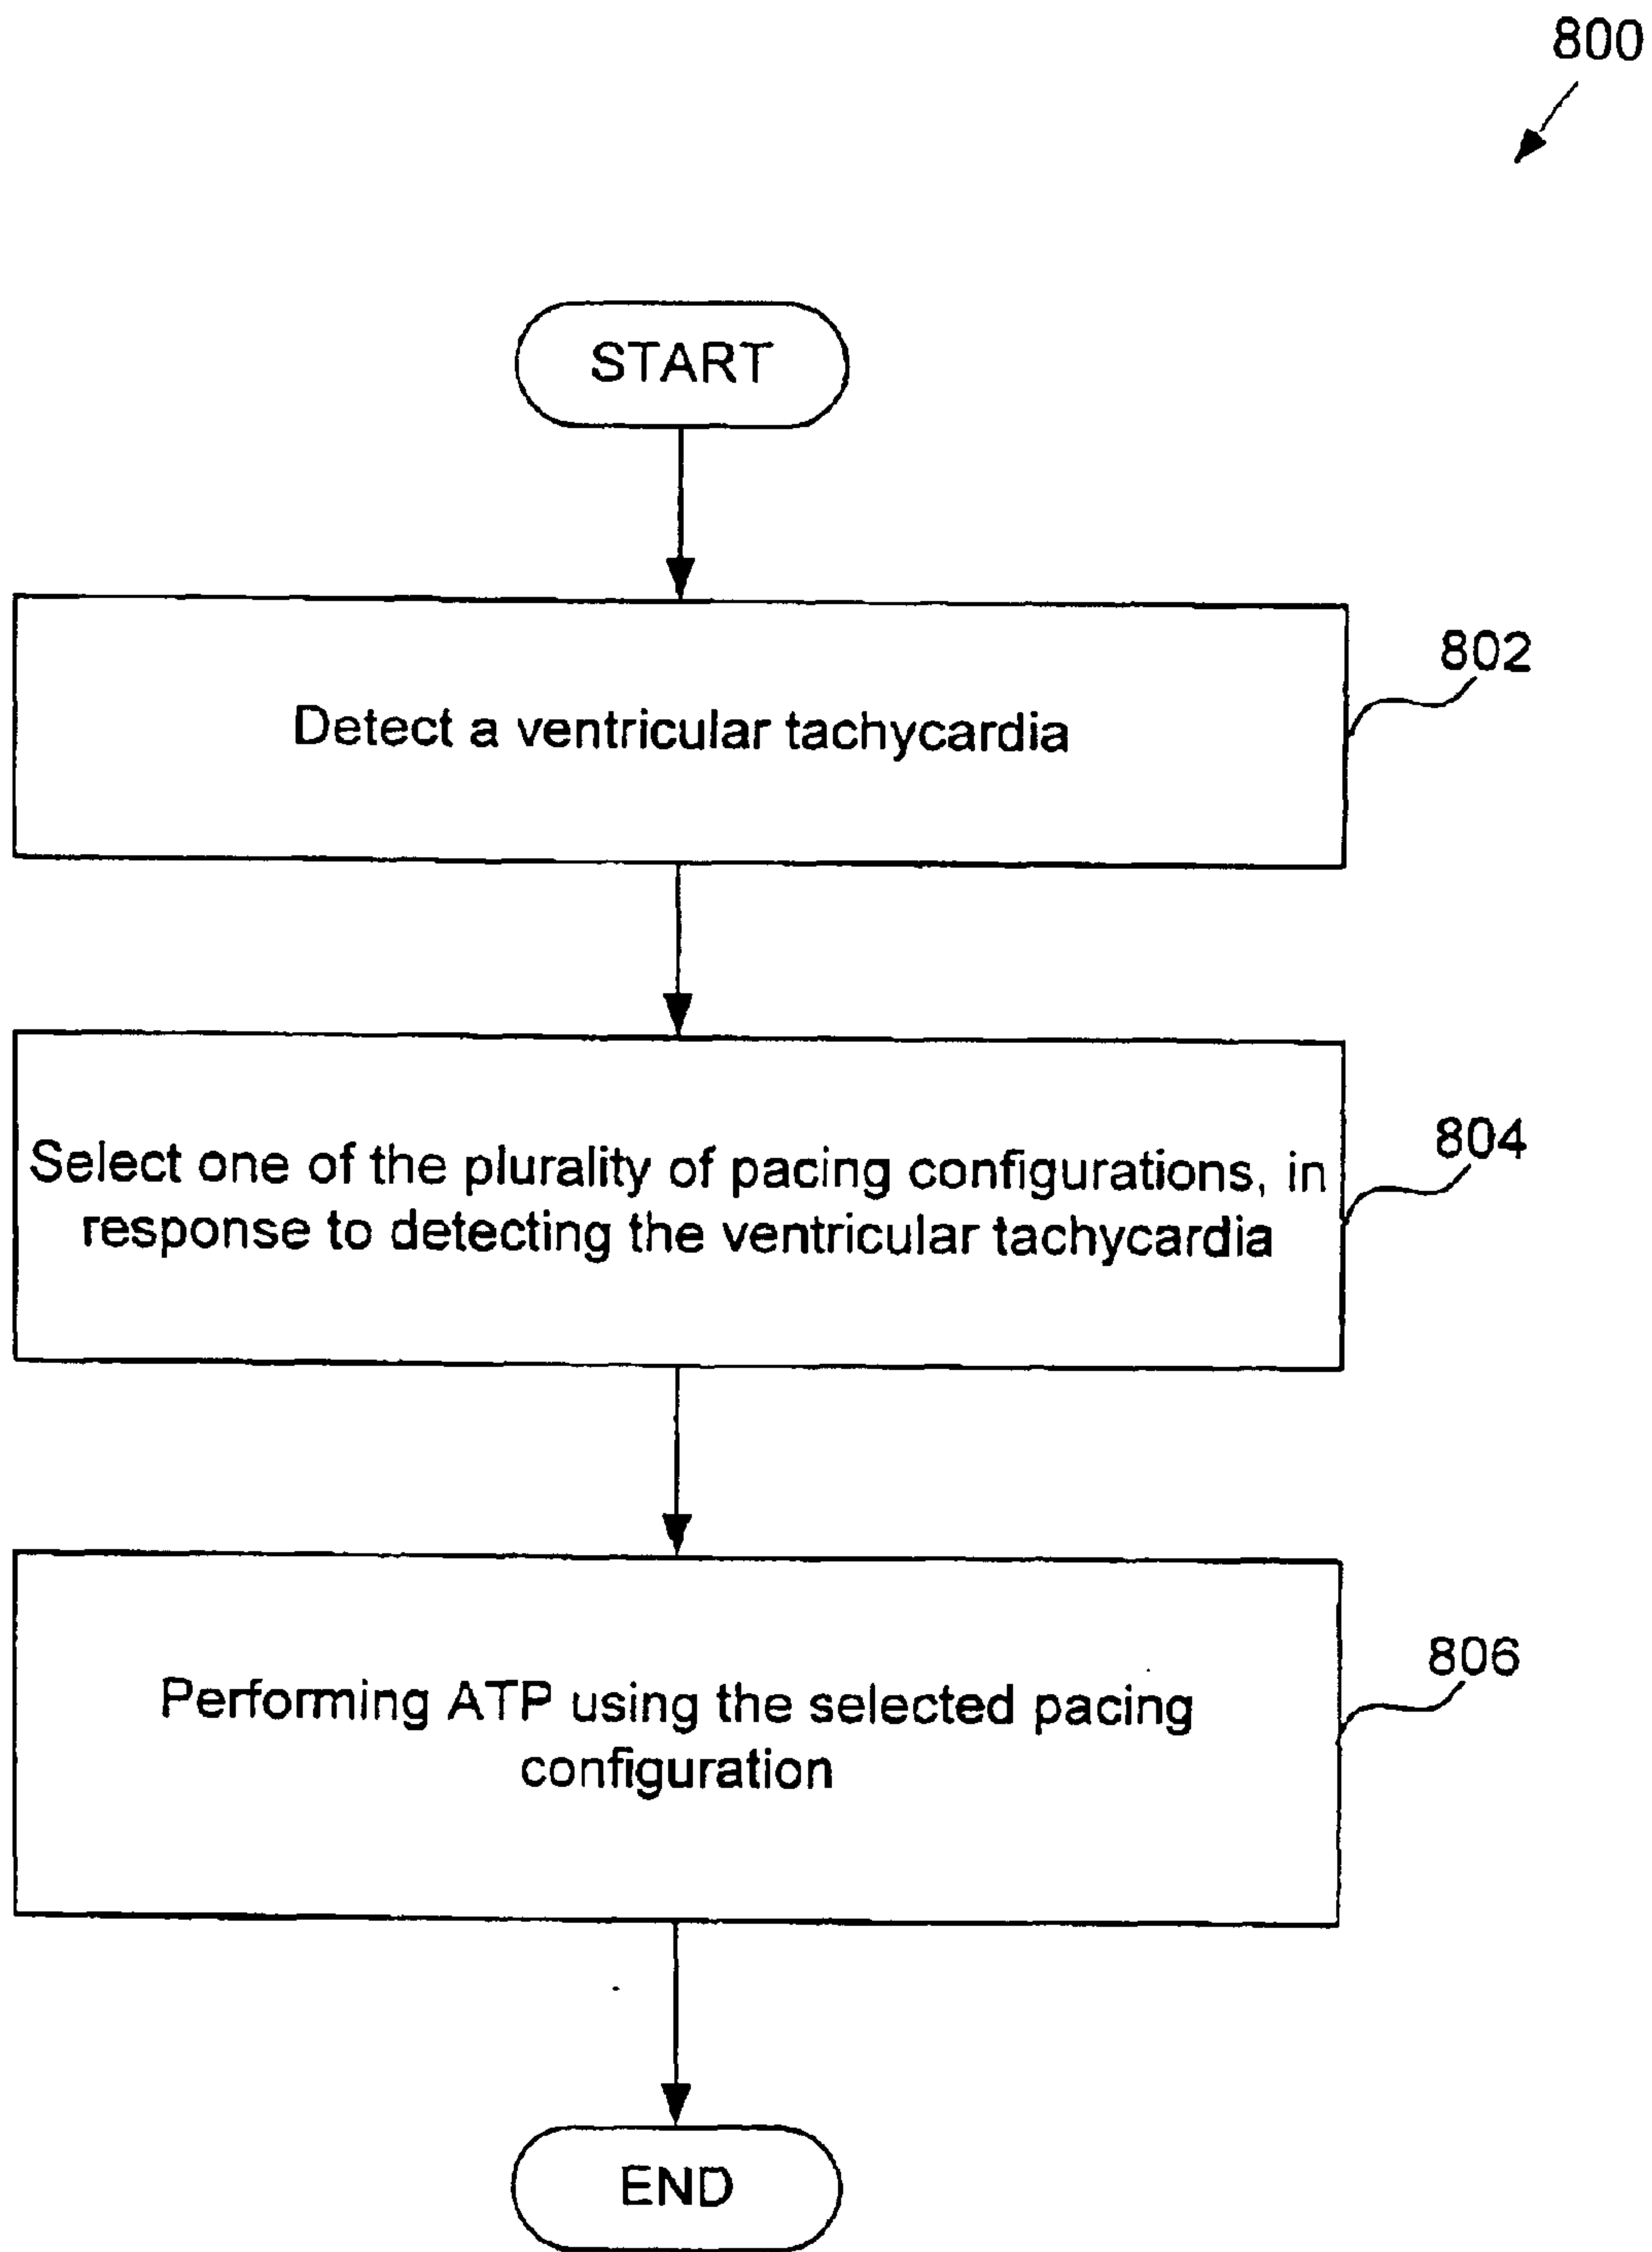 800
START
Detect a ventricular tachycardia
802
Select one of the plurality of pacing configurations, in
response to detecting the ventricular tachycardia
804
Performing ATP using the selected pacing
configuration
806
END